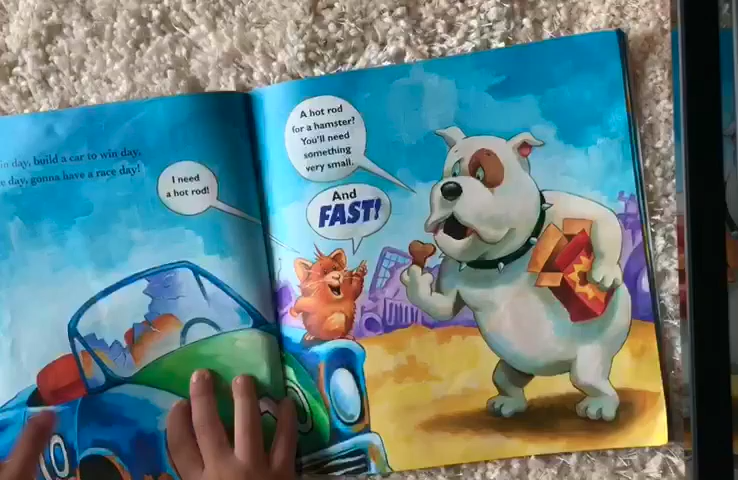 in day, build a car to win day,
e day, gonna have a race day!
I need
a hot rod!
A hot rod
for a hamster?
You'll need
something
very small.
And
FAST!